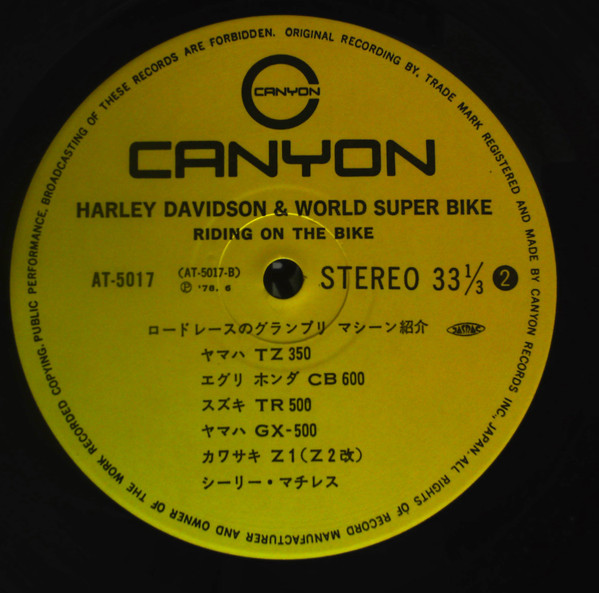 COPYING. PUBLIC PERFORMANCE, BROADCASTING OF THESE RECORDS ARE FORBIDDEN. ORIGINAL RECORDING BY, TRADE MARK REGISTERED AND MADE BY CANYON RECORDS INC., JAPAN. ALL RIGHTS OF RECORD MANUFACTURER AND OWNER OF THE WORK RECORDED
CANYON
CANYON
HARLEY DAVIDSON & WORLD SUPER BIKE
RIDING ON THE BIKE
AT-5017 (AT-5017-B) STEREO 33 1/3 2
Ⓟ '78. 6
ロードレースのグランプリ マシーン紹介 JASRAC
ヤマハ TZ 350
エグリ ホンダ CB 600
スズキ TR 500
ヤマハ GX-500
カワサキ Z1(Z2改)
シーリー・マチレス